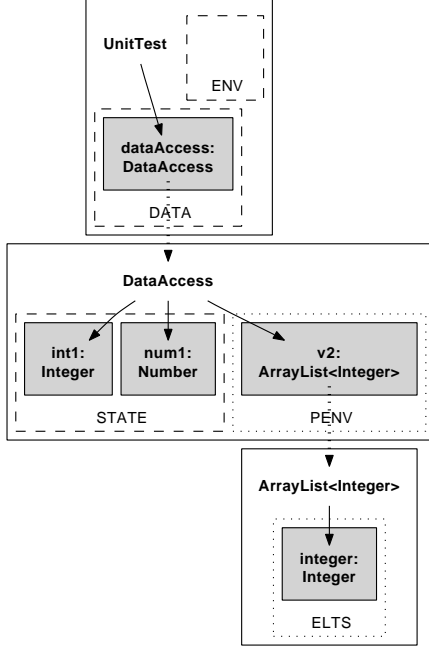 UnitTest
ENV
dataAccess:
DataAccess
DATA
DataAccess
int1:
Integer
num1:
Number
v2:
ArrayList<Integer>
STATE
PENV
ArrayList<Integer>
integer:
Integer
ELTS